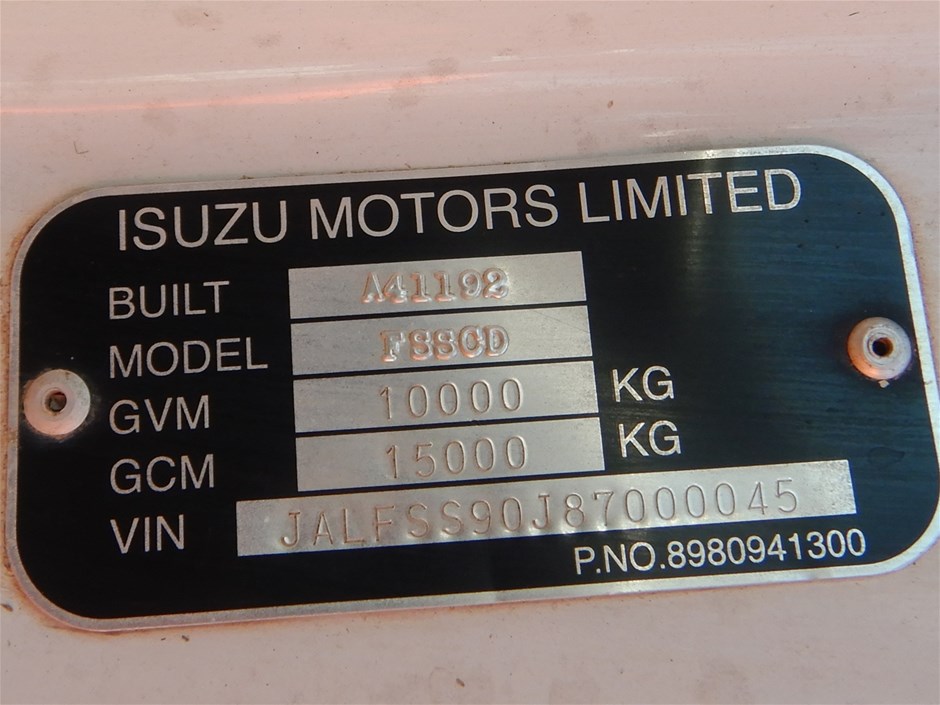 ISUZU MOTORS LIMITED
BUILT A41192
MODEL FSSCD
GVM 10000 KG
GCM 15000 KG
VIN JALFSS90J87000045
P.NO.8980941300